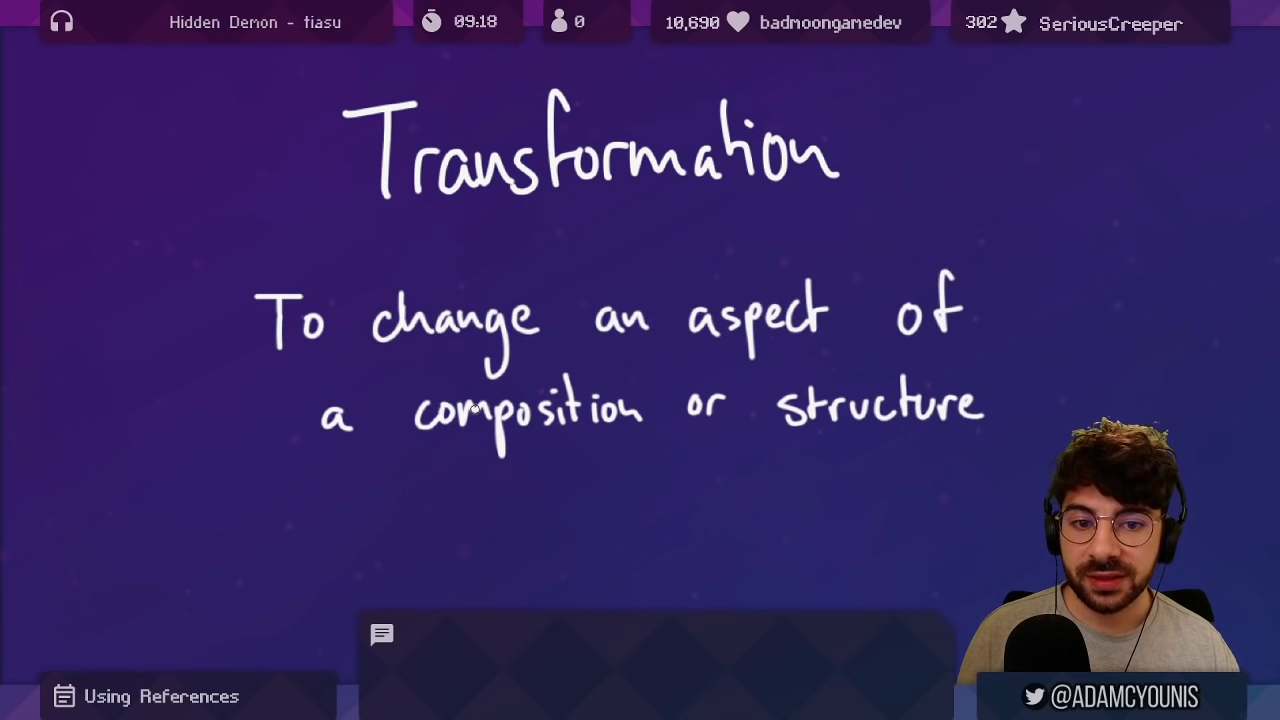 Hidden Demon - tiasu 09:18 0 10,690 badmoongamedev 302 SeriousCreeper
Transformation
To change an aspect of
a composition or structure
Using References
@ADAMCYOUNIS